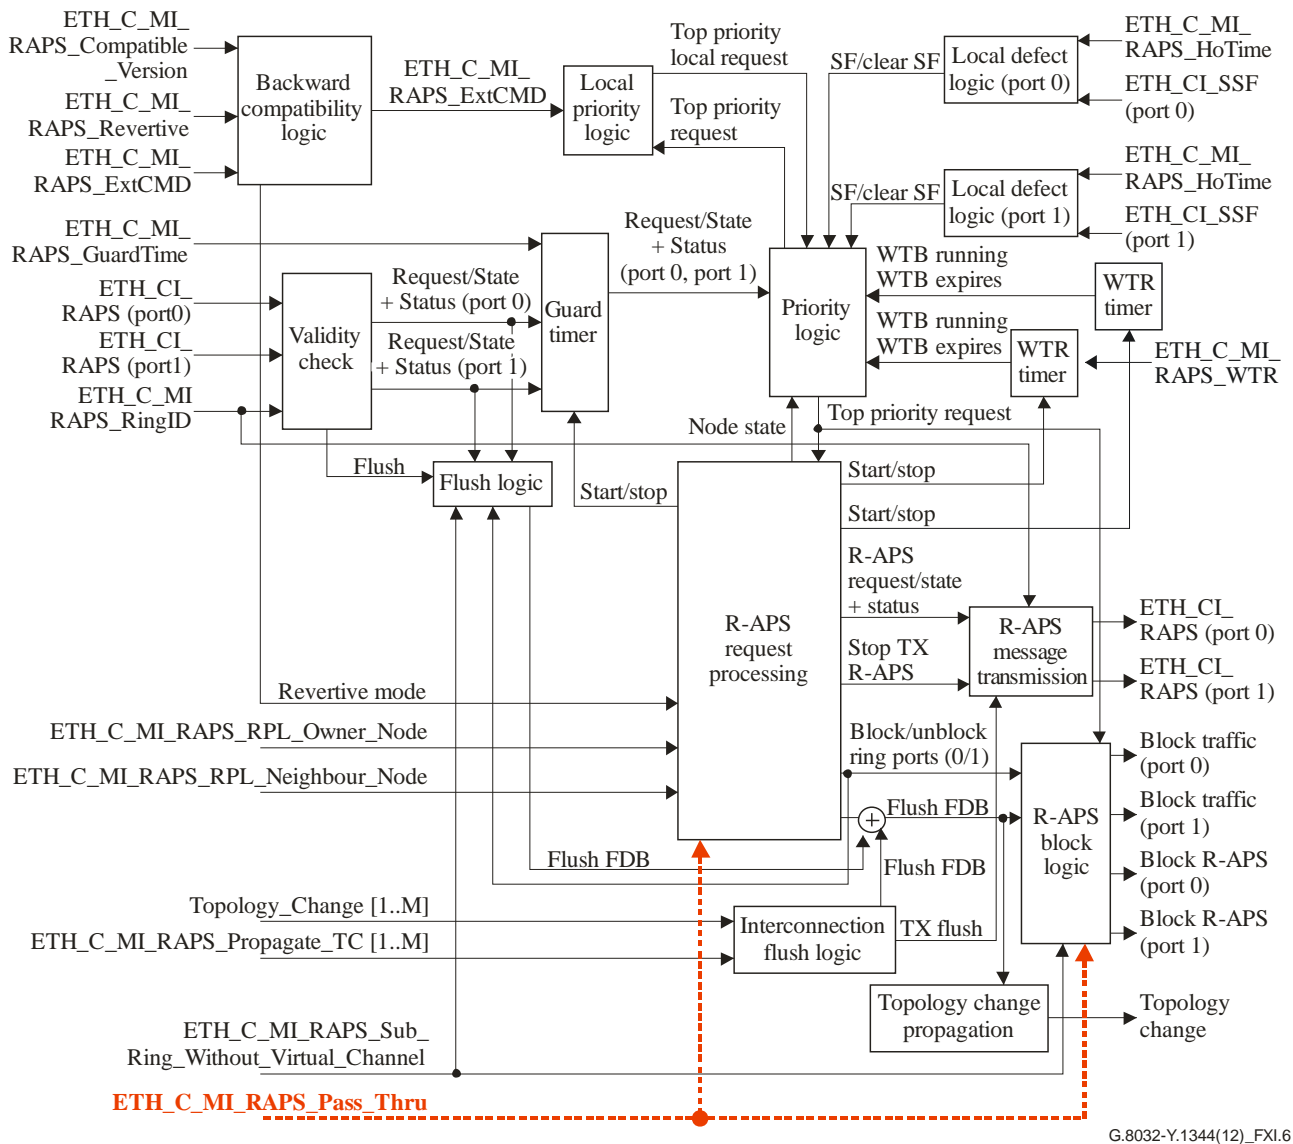 ETH_C_MI_
RAPS_Compatible
_Version
ETH_C_MI_
RAPS_Revertive
ETH_C_MI_
RAPS_ExtCMD
Backward
compatibility
logic
ETH_C_MI_
RAPS_ExtCMD
Local
priority
logic
Top priority
local request
Top priority
request
SF/clear SF
Local defect
logic (port 0)
ETH_C_MI_
RAPS_HoTime
ETH_CI_SSF
(port 0)
SF/clear SF
Local defect
logic (port 1)
ETH_C_MI_
RAPS_HoTime
ETH_CI_SSF
(port 1)
ETH_C_MI_
RAPS_GuardTime
ETH_CI_
RAPS (port0)
ETH_CI_
RAPS (port1)
ETH_C_MI
RAPS_RingID
Validity
check
Request/State
+ Status (port 0)
Request/State
+ Status (port 1)
Guard
timer
Request/State
+ Status
(port 0, port 1)
Priority
logic
WTB running
WTB expires
WTR
timer
WTB running
WTB expires
WTR
timer
ETH_C_MI_
RAPS_WTR
Flush
Flush logic
Start/stop
Node state
Top priority request
Start/stop
Start/stop
R-APS
request/state
+ status
Stop TX
R-APS
R-APS
request
processing
R-APS
message
transmission
ETH_CI_
RAPS (port 0)
ETH_CI_
RAPS (port 1)
Revertive mode
ETH_C_MI_RAPS_RPL_Owner_Node
ETH_C_MI_RAPS_RPL_Neighbour_Node
Block/unblock
ring ports (0/1)
+
Flush FDB
Flush FDB
Flush FDB
R-APS
block
logic
Block traffic
(port 0)
Block traffic
(port 1)
Block R-APS
(port 0)
Block R-APS
(port 1)
Topology_Change [1..M]
ETH_C_MI_RAPS_Propagate_TC [1..M]
Interconnection
flush logic
TX flush
Topology change
propagation
Topology
change
ETH_C_MI_RAPS_Sub_
Ring_Without_Virtual_Channel
ETH_C_MI_RAPS_Pass_Thru
G.8032-Y.1344(12)_FXI.6